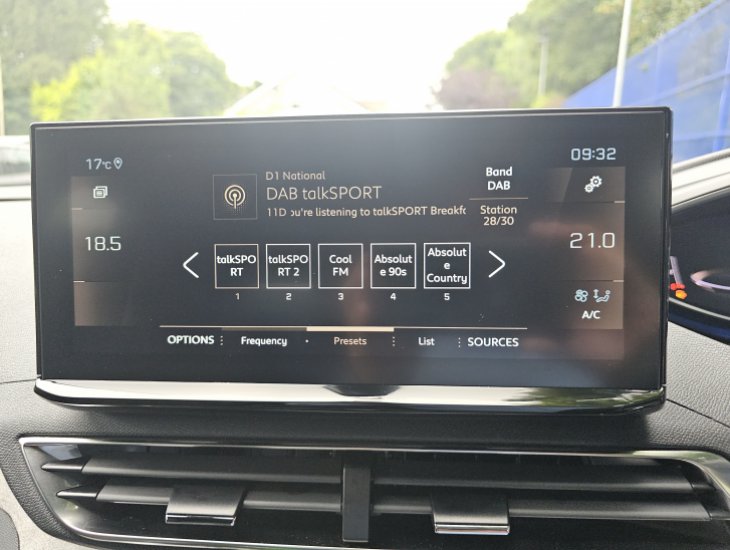 17°C
09:32
D1 National
DAB talkSPORT
11D ou're listening to talkSPORT Breakf
Band
DAB
Station
28/30
18.5
21.0
talkSPO
RT
talkSPO
RT 2
Cool
FM
Absolut
e 90s
Absolut
e
Country
1
2
3
4
5
A/C
OPTIONS
Frequency
Presets
List
SOURCES